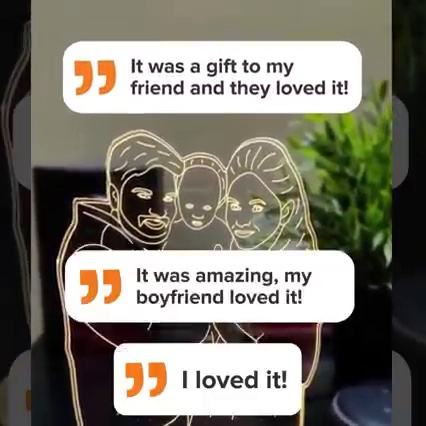 It was a gift to my
friend and they loved it!
It was amazing, my
boyfriend loved it!
I loved it!